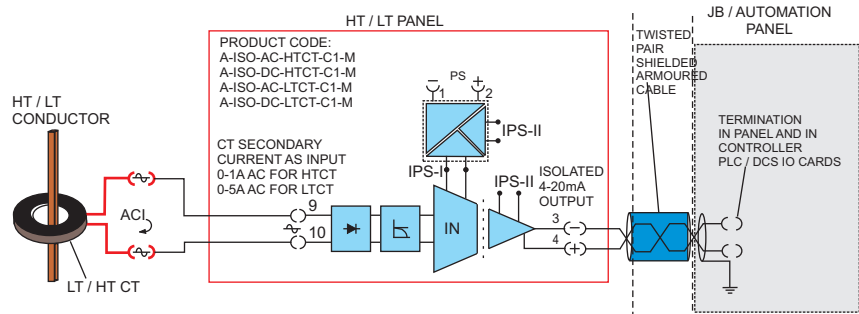 HT / LT PANEL
JB / AUTOMATION
PANEL
PRODUCT CODE:
A-ISO-AC-HTCT-C1-M
A-ISO-DC-HTCT-C1-M
A-ISO-AC-LTCT-C1-M
A-ISO-DC-LTCT-C1-M
TWISTED
PAIR
SHIELDED
ARMOURED
CABLE
PS
1
2
HT / LT
CONDUCTOR
IPS-II
TERMINATION
IN PANEL AND IN
CONTROLLER
PLC / DCS IO CARDS
CT SECONDARY
CURRENT AS INPUT
0-1A AC FOR HTCT
0-5A AC FOR LTCT
IPS-I
IPS-II
ISOLATED
4-20mA
OUTPUT
ACI
9
10
IN
3
4
LT / HT CT